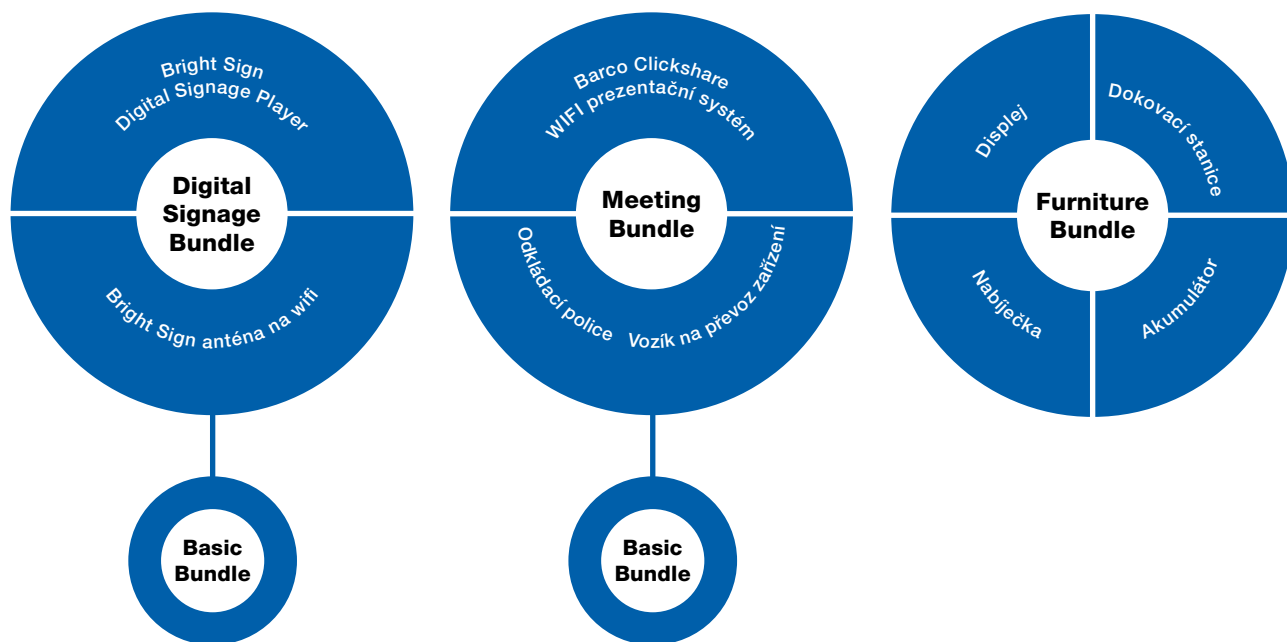 Bright Sign
Digital Signage Player
Digital
Signage
Bundle
Bright Sign anténa na wifi
Basic
Bundle
Barco Clickshare
WIFI prezentační systém
Meeting
Bundle
Odkládací police
Vozík na převoz zařízení
Basic
Bundle
Displej
Dokovací stanice
Furniture
Bundle
Nabíječka
Akumulátor